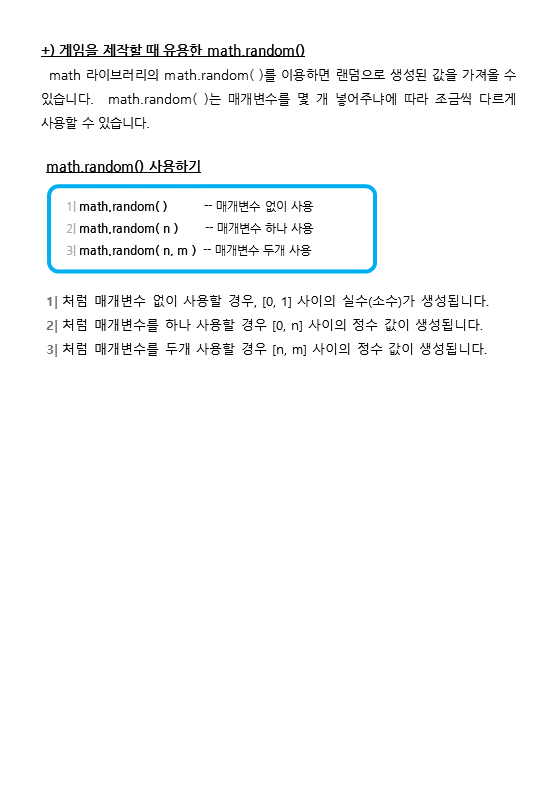 +) 게임을 제작할 때 유용한 math.random()
math 라이브러리의 math.random( )를 이용하면 랜덤으로 생성된 값을 가져올 수
있습니다. math.random( )는 매개변수를 몇 개 넣어주냐에 따라 조금씩 다르게
사용할 수 있습니다.
math.random() 사용하기
1| math.random( ) -- 매개변수 없이 사용
2| math.random( n ) -- 매개변수 하나 사용
3| math.random( n, m ) -- 매개변수 두개 사용
1| 처럼 매개변수 없이 사용할 경우, [0, 1] 사이의 실수(소수)가 생성됩니다.
2| 처럼 매개변수를 하나 사용할 경우 [0, n] 사이의 정수 값이 생성됩니다.
3| 처럼 매개변수를 두개 사용할 경우 [n, m] 사이의 정수 값이 생성됩니다.